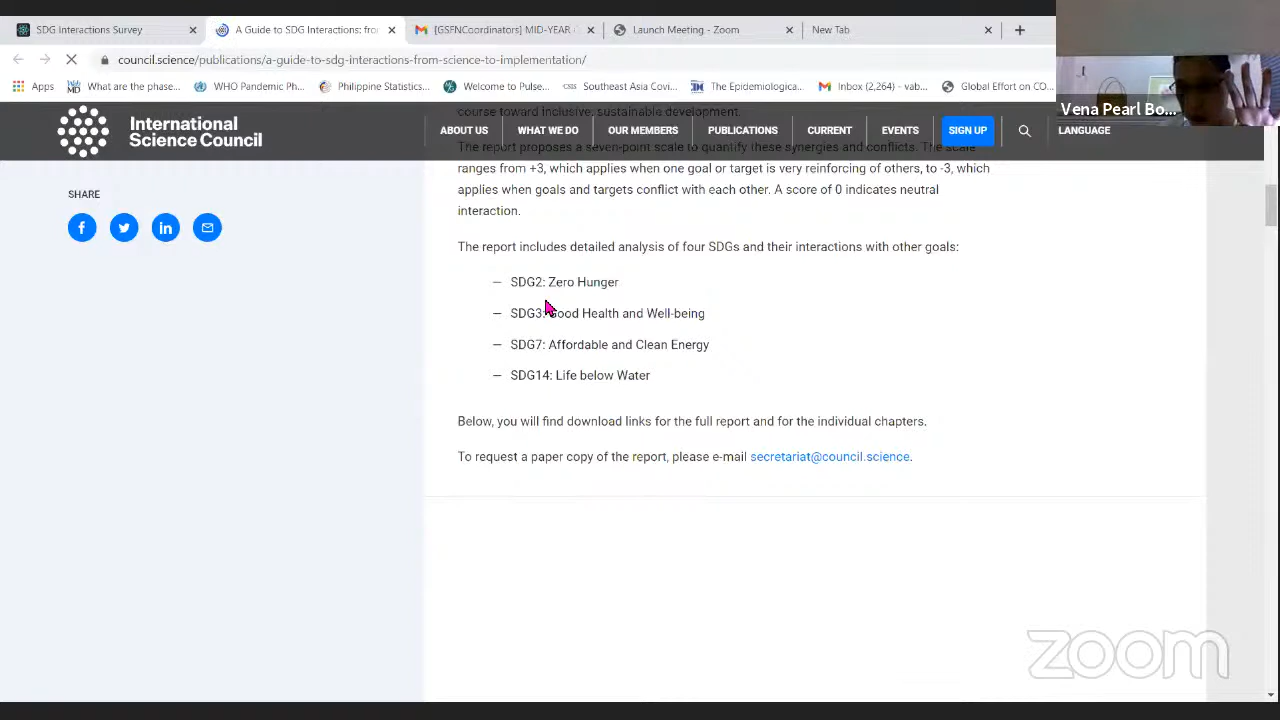 SDG Interactions Survey
A Guide to SDG Interactions: fro
[GSFNCoordinators] MID-YEAR
Launch Meeting - Zoom
New Tab
council.science/publications/a-guide-to-sdg-interactions-from-science-to-implementation/
Apps
What are the phase...
WHO Pandemic Ph...
Philippine Statistics...
Welcome to Pulse...
Southeast Asia Covi...
The Epidemiologica...
Inbox (2,264) - vab...
Global Effort on CO...
Vena Pearl Bo...
International
Science Council
ABOUT US
WHAT WE DO
OUR MEMBERS
PUBLICATIONS
CURRENT
EVENTS
SIGN UP
LANGUAGE
SHARE
course toward inclusive, sustainable development.
The report proposes a seven-point scale to quantify these synergies and conflicts. The scale
ranges from +3, which applies when one goal or target is very reinforcing of others, to -3, which
applies when goals and targets conflict with each other. A score of 0 indicates neutral
interaction.
The report includes detailed analysis of four SDGs and their interactions with other goals:
– SDG2: Zero Hunger
– SDG3: Good Health and Well-being
– SDG7: Affordable and Clean Energy
– SDG14: Life below Water
Below, you will find download links for the full report and for the individual chapters.
To request a paper copy of the report, please e-mail secretariat@council.science.
zoom